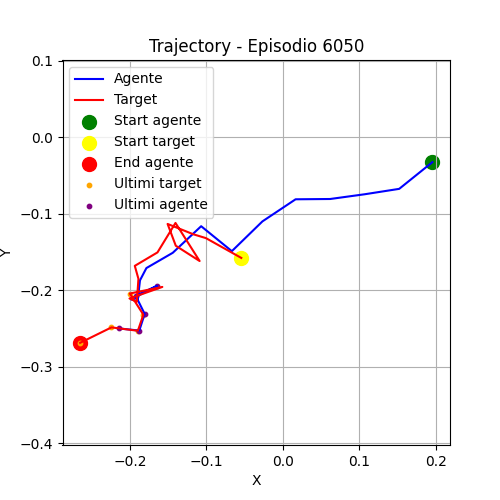 Trajectory - Episodio 6050
Agente
Target
Start agente
Start target
End agente
Ultimi target
Ultimi agente
0.1
0.0
−0.1
−0.2
−0.3
−0.4
Y
−0.2
−0.1
0.0
0.1
0.2
X